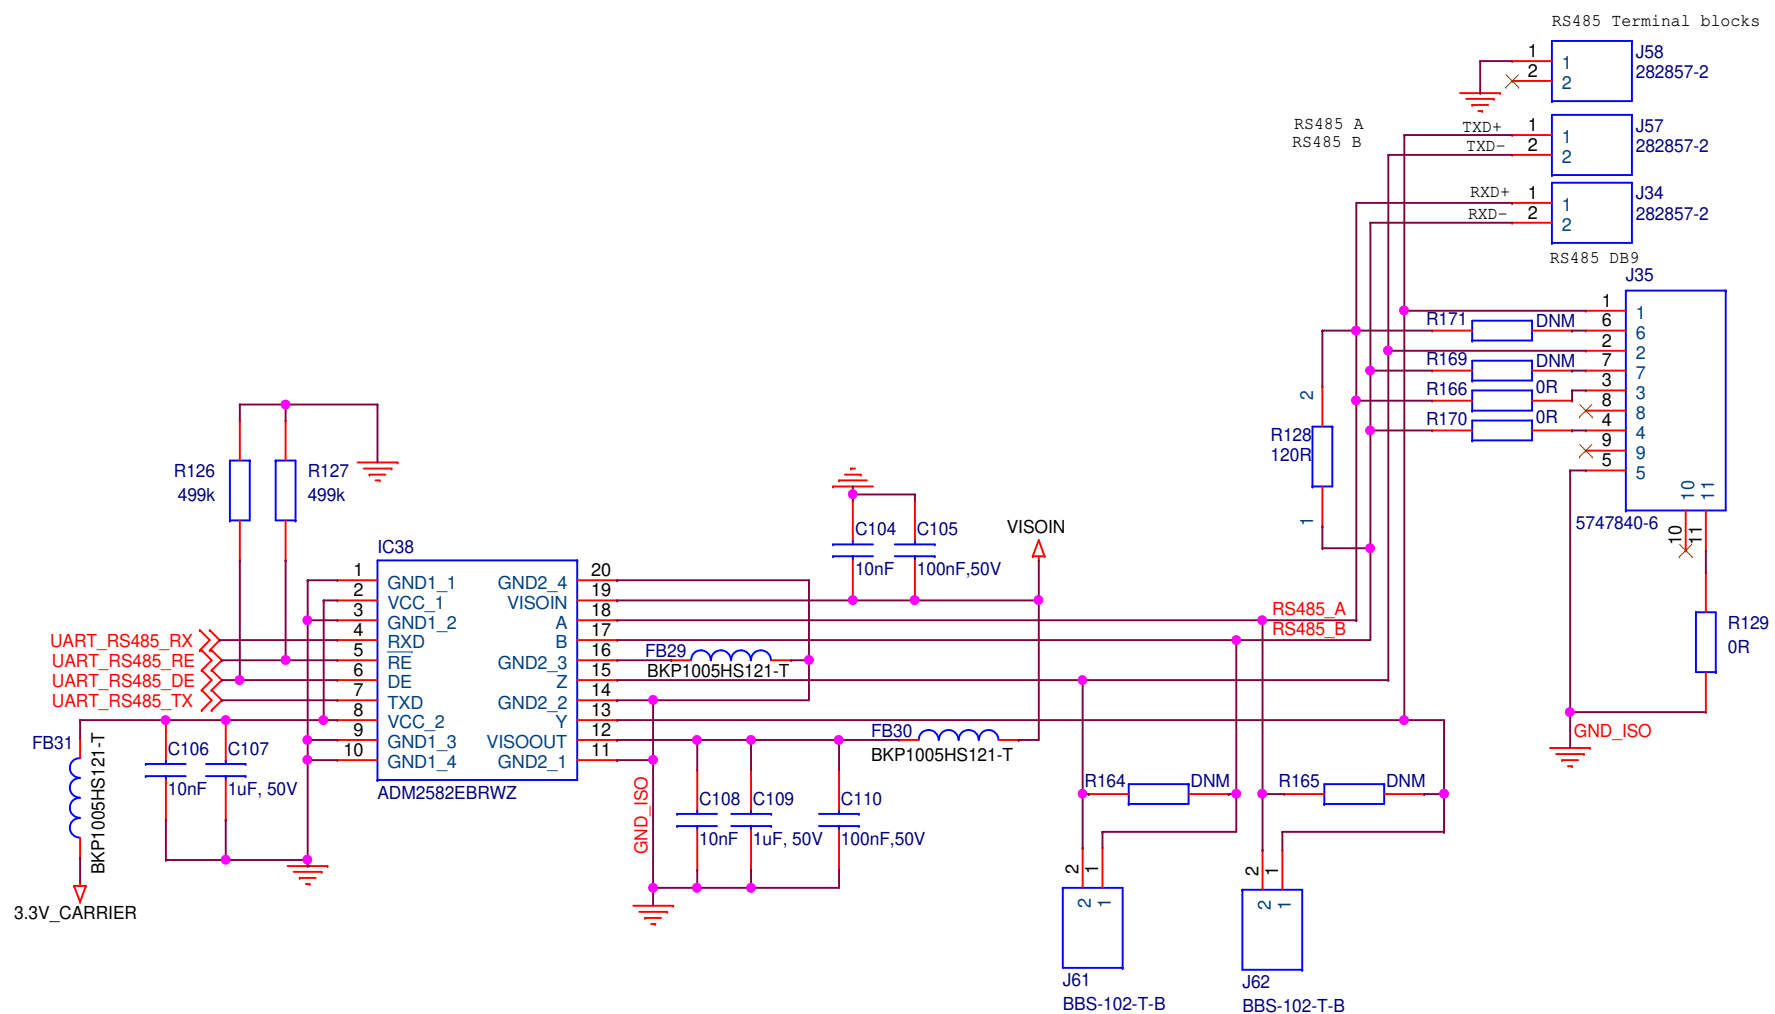 RS485 Terminal blocks
1
2
1
2
J58
282857-2
RS485 A
RS485 B
TXD+
TXD-
1
2
1
2
J57
282857-2
RXD+
RXD-
1
2
1
2
J34
282857-2
RS485 DB9
J35
1
6
2
7
3
8
4
9
5
1
6
2
7
3
8
4
9
5
10
11
10
11
5747840-6
R171
DNM
R169
DNM
R166
0R
R170
0R
2
R128
120R
1
R129
0R
GND_ISO
R126
499k
R127
499k
C104
10nF
C105
100nF,50V
VISOIN
IC38
1
2
3
4
5
6
7
8
9
10
GND1_1
VCC_1
GND1_2
RXD
RE
DE
TXD
VCC_2
GND1_3
GND1_4
GND2_4
VISOIN
A
B
GND2_3
Z
GND2_2
Y
VISOOUT
GND2_1
20
19
18
17
16
15
14
13
12
11
ADM2582EBRWZ
UART_RS485_RX
UART_RS485_RE
UART_RS485_DE
UART_RS485_TX
RS485_A
RS485_B
FB29
BKP1005HS121-T
FB30
BKP1005HS121-T
FB31
BKP1005HS121-T
C106
10nF
C107
1uF, 50V
3.3V_CARRIER
GND_ISO
C108
10nF
C109
1uF, 50V
C110
100nF,50V
R164
DNM
R165
DNM
2
1
2
1
J61
BBS-102-T-B
2
1
2
1
J62
BBS-102-T-B